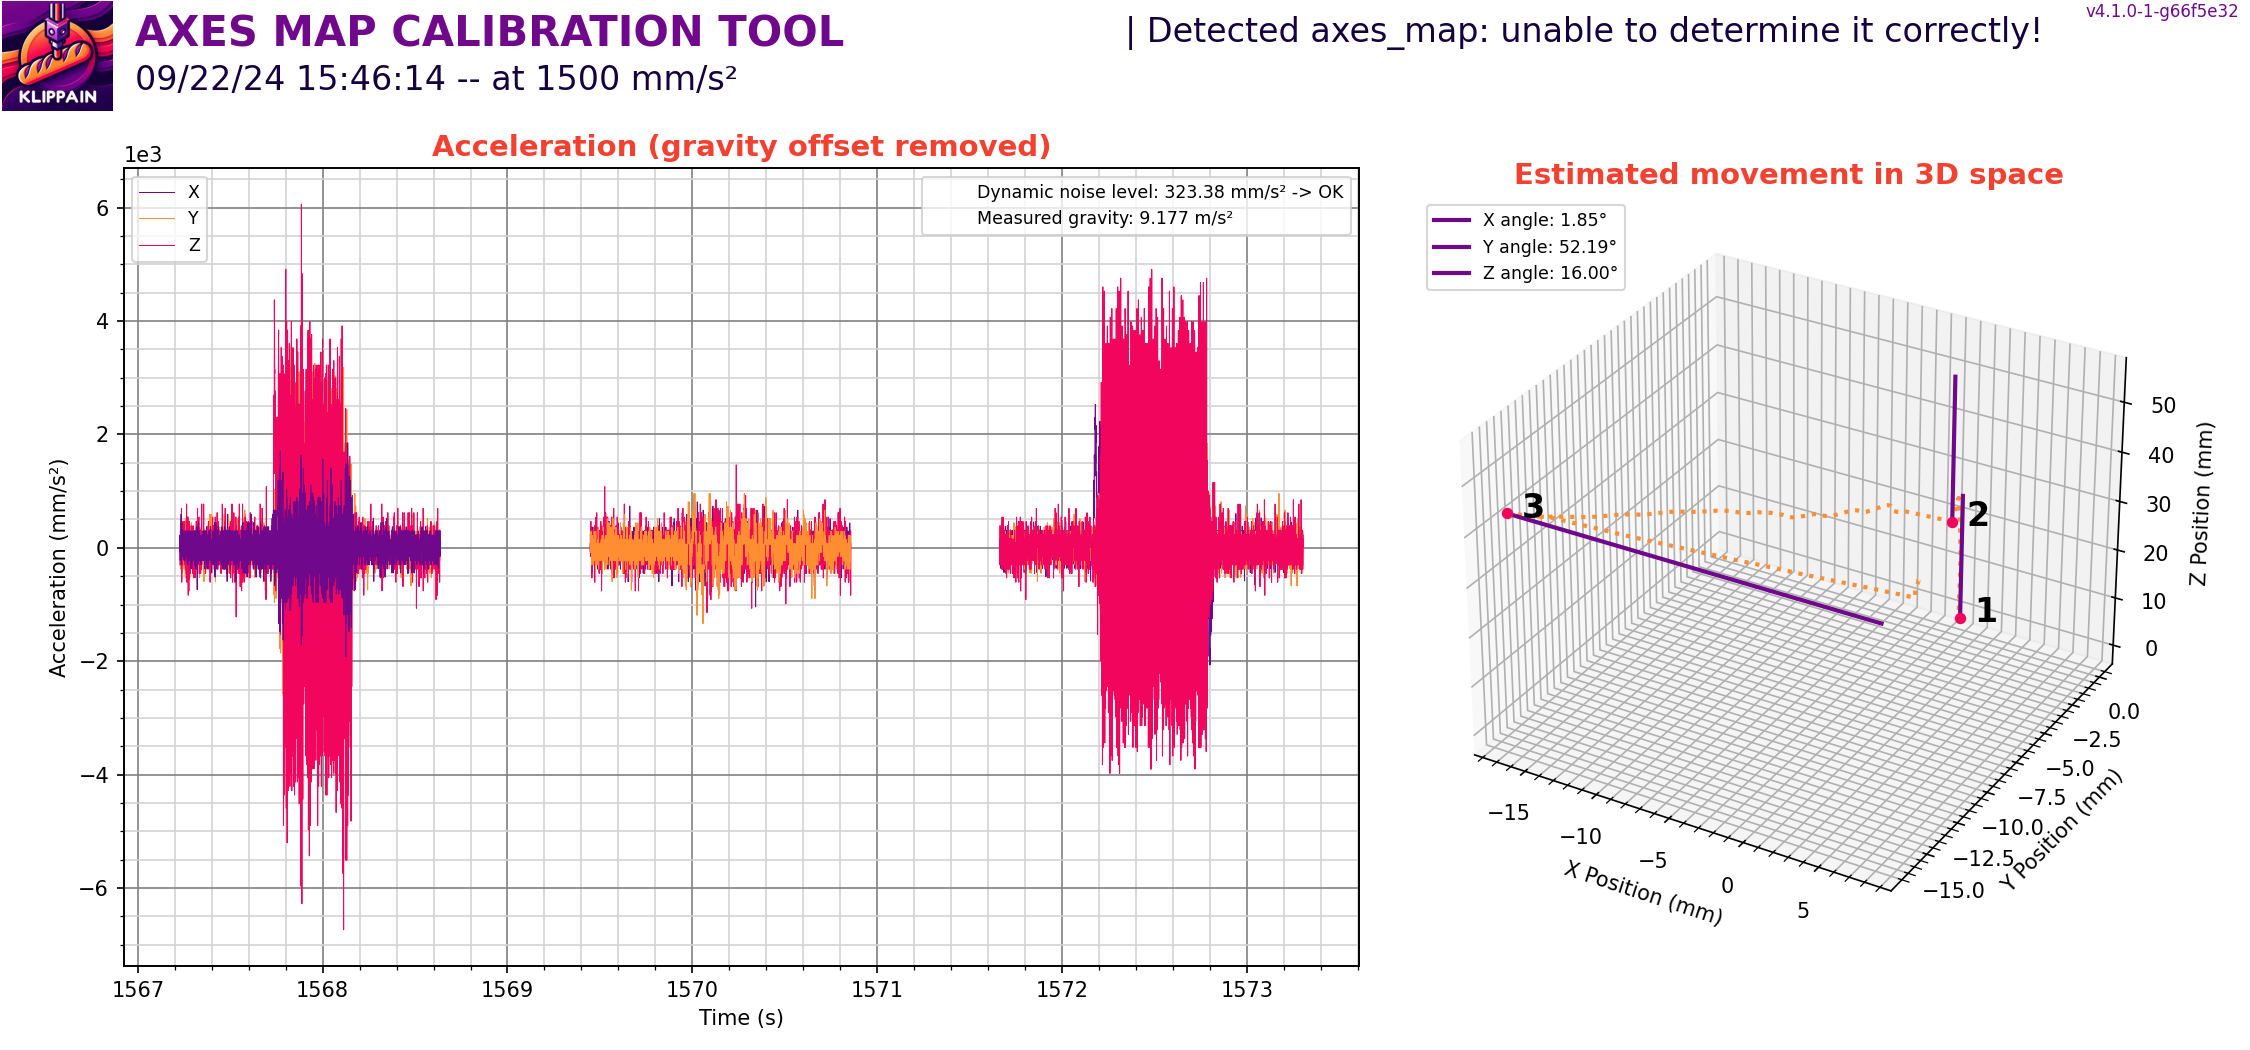 KLIPPAIN
AXES MAP CALIBRATION TOOL
09/22/24 15:46:14 -- at 1500 mm/s²
| Detected axes_map: unable to determine it correctly!
v4.1.0-1-g66f5e32
Acceleration (gravity offset removed)
1e3
X
Y
Z
Dynamic noise level: 323.38 mm/s² -> OK
Measured gravity: 9.177 m/s²
Acceleration (mm/s²)
6
4
2
0
−2
−4
−6
1567
1568
1569
1570
1571
1572
1573
Time (s)
Estimated movement in 3D space
X angle: 1.85°
Y angle: 52.19°
Z angle: 16.00°
3
2
1
50
40
30
20
10
0
Z Position (mm)
0.0
−2.5
−5.0
−7.5
−10.0
−12.5
−15.0
Y Position (mm)
−15
−10
−5
0
5
X Position (mm)